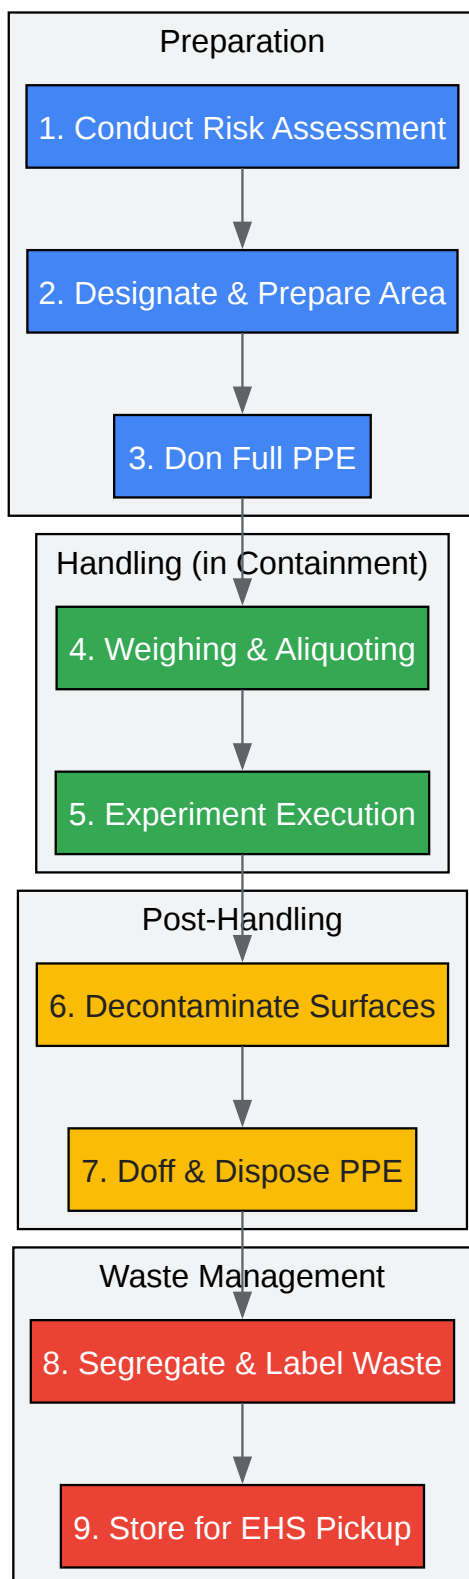 Preparation
1. Conduct Risk Assessment
2. Designate & Prepare Area
3. Don Full PPE
Handling (in Containment)
4. Weighing & Aliquoting
5. Experiment Execution
Post-Handling
6. Decontaminate Surfaces
7. Doff & Dispose PPE
Waste Management
8. Segregate & Label Waste
9. Store for EHS Pickup